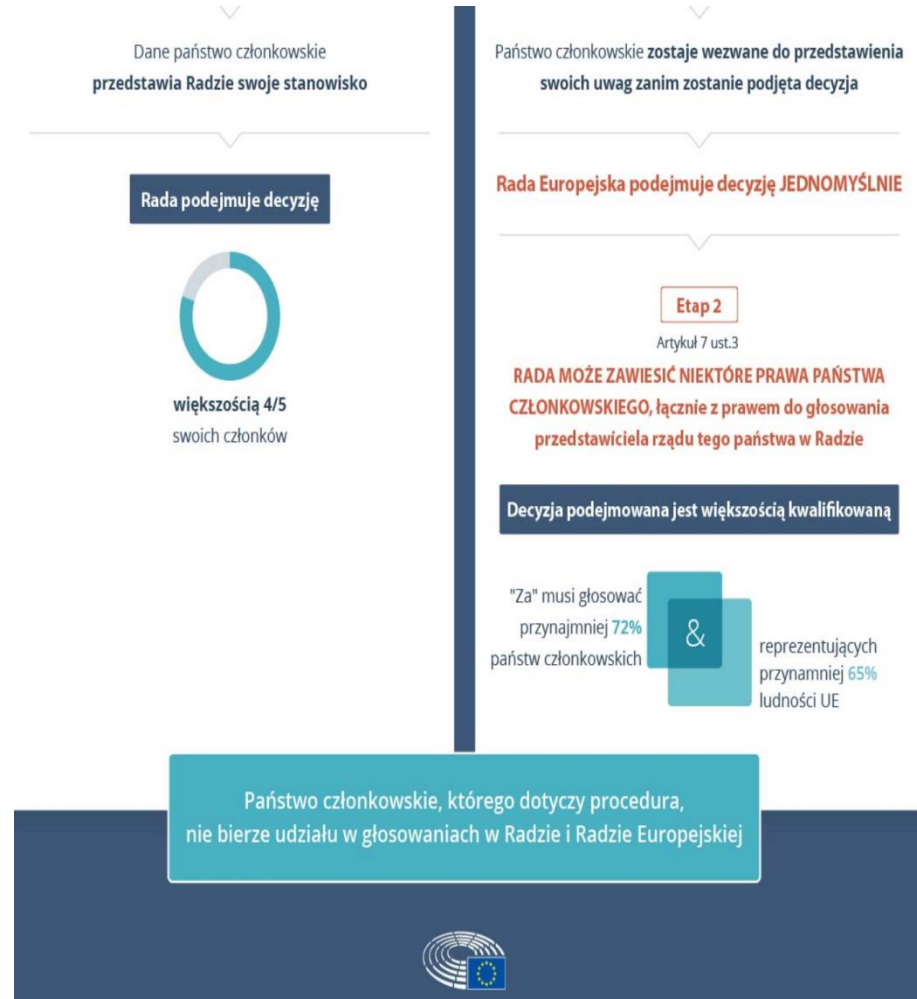 Dane państwo członkowskie
przedstawia Radzie swoje stanowisko
Rada podejmuje decyzję
większością 4/5
swoich członków
Państwo członkowskie zostaje wezwane do przedstawienia
swoich uwag zanim zostanie podjęta decyzja
Rada Europejska podejmuje decyzję JEDNOMYŚLNIE
Etap 2
Artykuł 7 ust.3
RADA MOŻE ZAWIESIĆ NIEKTÓRE PRAWA PAŃSTWA
CZŁONKOWSKIEGO, łącznie z prawem do głosowania
przedstawiciela rządu tego państwa w Radzie
Decyzja podejmowana jest większością kwalifikowaną
"Za" musi głosować
przynajmniej 72%
państw członkowskich
&
reprezentujących
przynamniej 65%
ludności UE
Państwo członkowskie, którego dotyczy procedura,
nie bierze udziału w głosowaniach w Radzie i Radzie Europejskiej